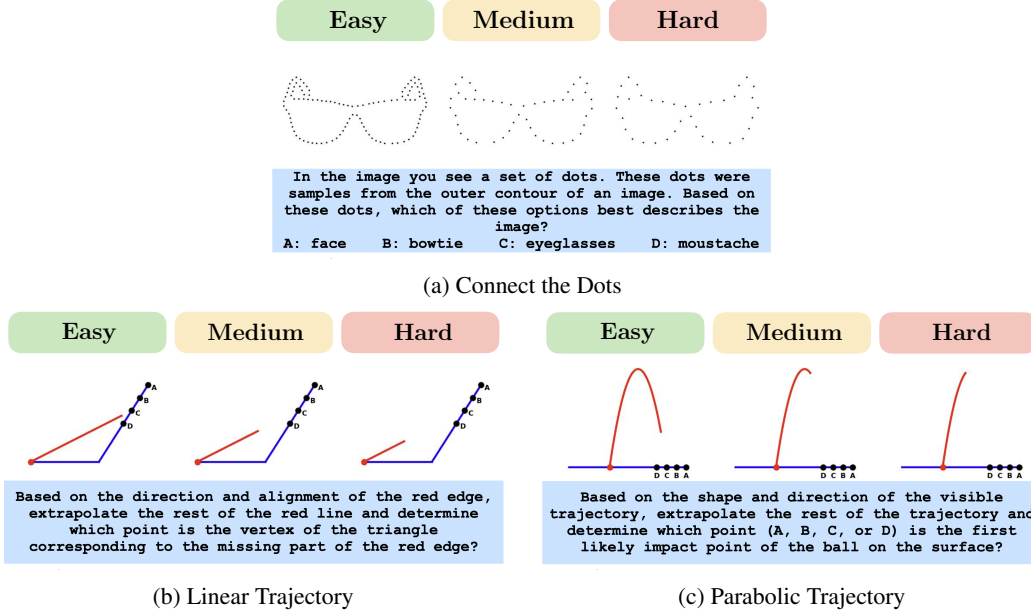 Easy Medium Hard
In the image you see a set of dots. These dots were
samples from the outer contour of an image. Based on
these dots, which of these options best describes the
image?
A: face B: bowtie C: eyeglasses D: moustache
(a) Connect the Dots
Easy Medium Hard
A
B
C
D
A
B
C
D
A
B
C
D
Based on the direction and alignment of the red edge,
extrapolate the rest of the red line and determine
which point is the vertex of the triangle
corresponding to the missing part of the red edge?
(b) Linear Trajectory
Easy Medium Hard
D C B A
D C B A
D C B A
Based on the shape and direction of the visible
trajectory, extrapolate the rest of the trajectory and
determine which point (A, B, C, or D) is the first
likely impact point of the ball on the surface?
(c) Parabolic Trajectory